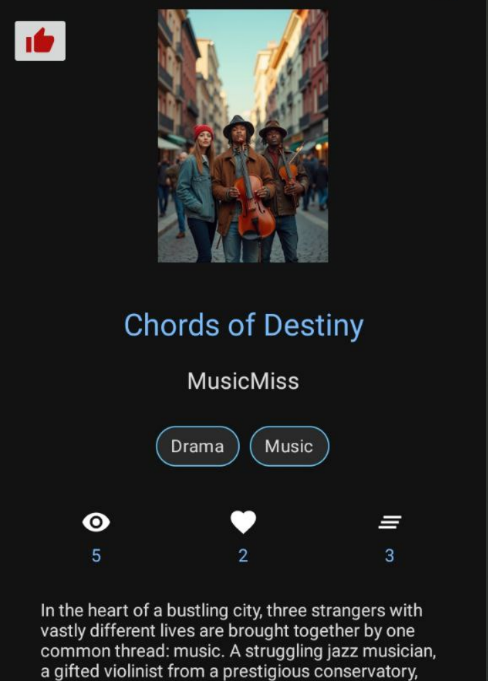 Chords of Destiny
MusicMiss
Drama Music
5 2 3
In the heart of a bustling city, three strangers with
vastly different lives are brought together by one
common thread: music. A struggling jazz musician,
a gifted violinist from a prestigious conservatory,